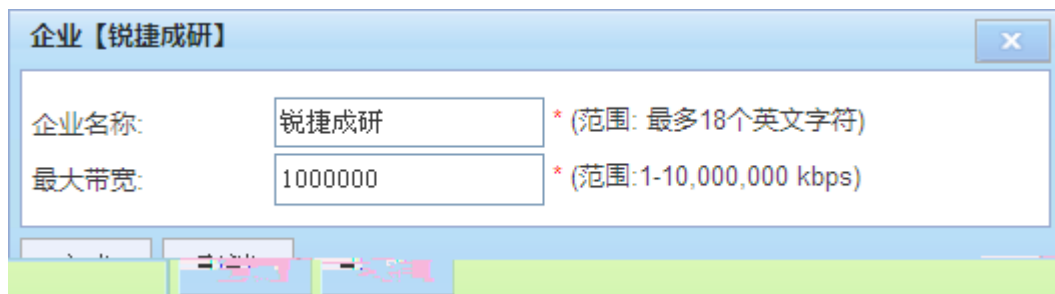 企业【锐捷成研】
企业名称: 锐捷成研 * (范围: 最多18个英文字符)
最大带宽: 1000000 * (范围:1-10,000,000 kbps)